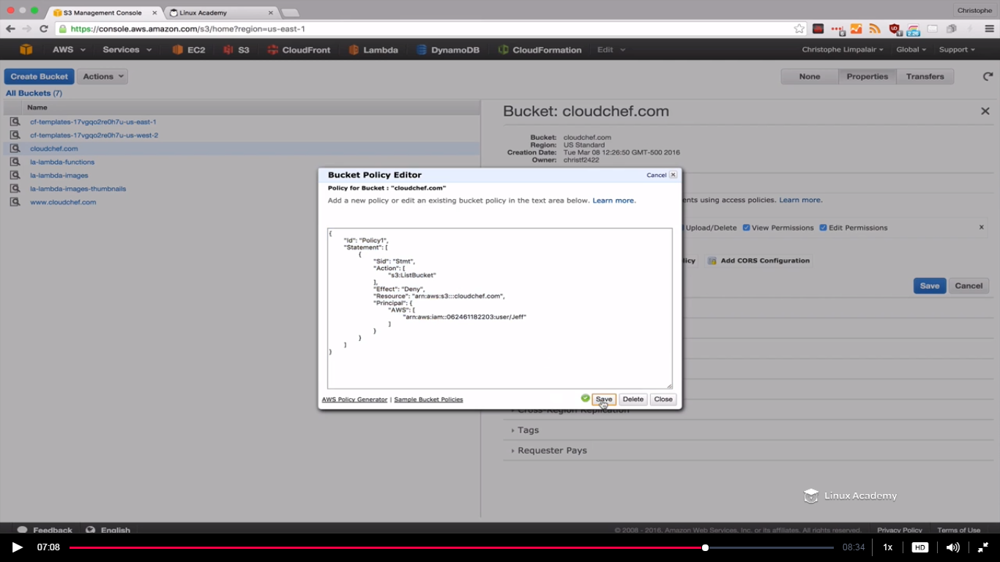 S3 Management Console
Linux Academy
Christophe
https://console.aws.amazon.com/s3/home?region=us-east-1
AWS Services EC2 S3 CloudFront Lambda DynamoDB CloudFormation Edit
Christophe Limpalair Global Support
Create Bucket Actions
None Properties Transfers
All Buckets (7)
Name
cf-templates-17vgqo2re0h7u-us-east-1
cf-templates-17vgqo2re0h7u-us-west-2
cloudchef.com
la-lambda-functions
la-lambda-images
la-lambda-images-thumbnails
www.cloudchef.com
Bucket: cloudchef.com
Bucket: cloudchef.com
Region: US Standard
Creation Date: Tue Mar 08 12:26:50 GMT-500 2016
Owner: christf2422
ents using access policies. Learn more.
Upload/Delete View Permissions Edit Permissions
licy Add CORS Configuration
Save Cancel
Bucket Policy Editor
Cancel
Policy for Bucket : "cloudchef.com"
Add a new policy or edit an existing bucket policy in the text area below. Learn more.
{
"Id": "Policy1",
"Statement": [
{
"Sid": "Stmt",
"Action": [
"s3:ListBucket"
],
"Effect": "Deny",
"Resource": "arn:aws:s3:::cloudchef.com",
"Principal": {
"AWS": [
"arn:aws:iam::062461182203:user/Jeff"
]
}
}
]
}
AWS Policy Generator | Sample Bucket Policies
Save Delete Close
Cross-Region Replication
Tags
Requester Pays
Linux Academy
Feedback English
© 2008 - 2016, Amazon Web Services, Inc. or its affiliates. All rights reserved. Privacy Policy Terms of Use
07:08
08:34
1x
HD